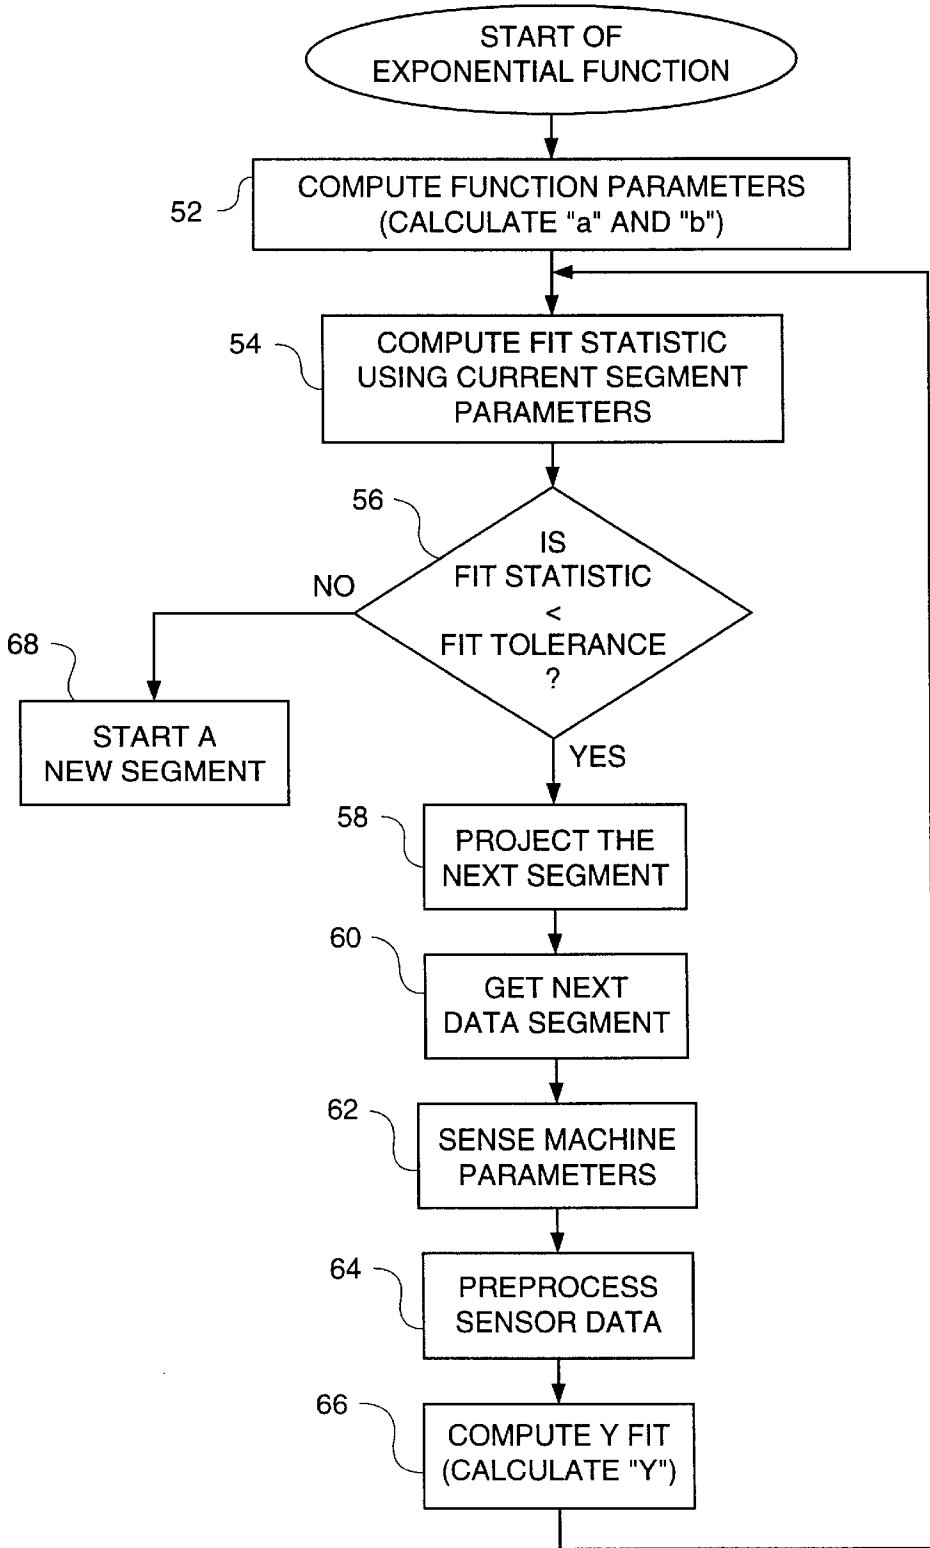 START OF
EXPONENTIAL FUNCTION
52
COMPUTE FUNCTION PARAMETERS
(CALCULATE "a" AND "b")
54
COMPUTE FIT STATISTIC
USING CURRENT SEGMENT
PARAMETERS
56
IS
FIT STATISTIC
<
FIT TOLERANCE
?
NO
YES
68
START A
NEW SEGMENT
58
PROJECT THE
NEXT SEGMENT
60
GET NEXT
DATA SEGMENT
62
SENSE MACHINE
PARAMETERS
64
PREPROCESS
SENSOR DATA
66
COMPUTE Y FIT
(CALCULATE "Y")